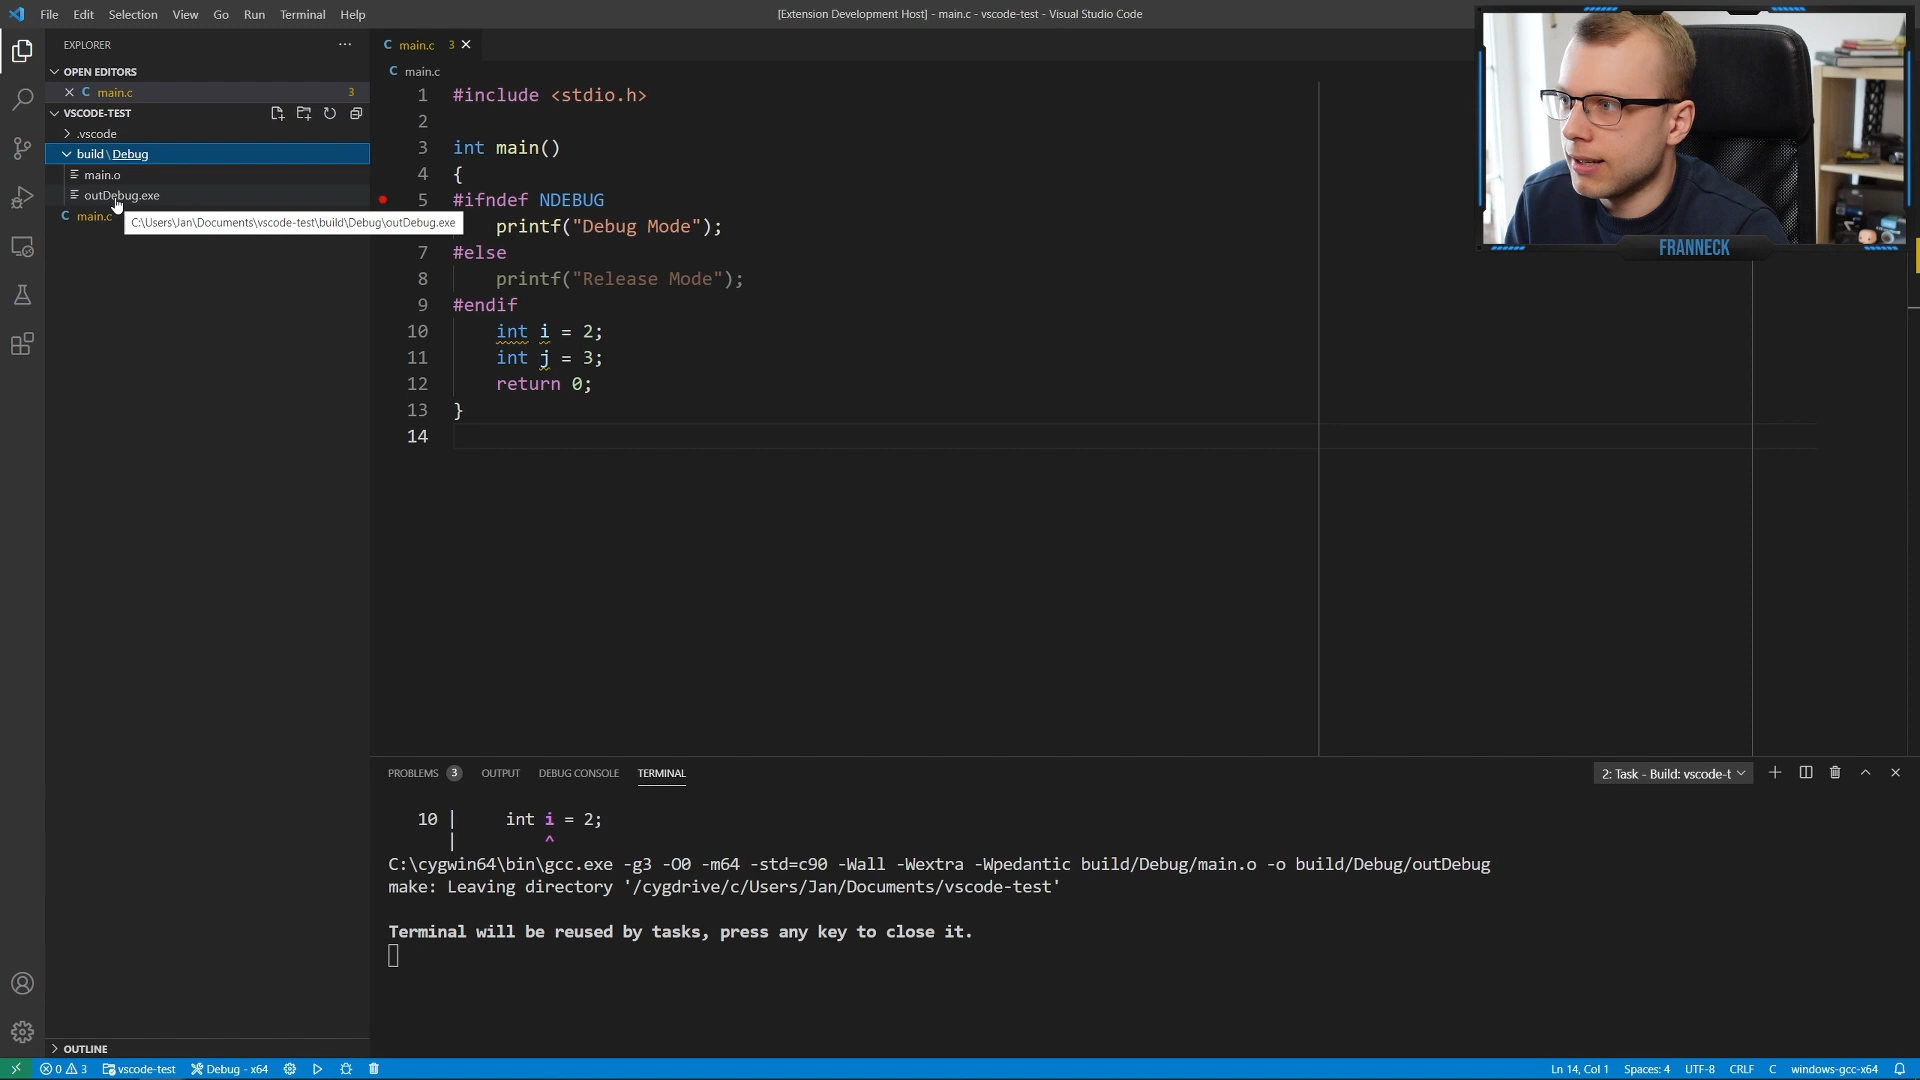 File Edit Selection View Go Run Terminal Help
[Extension Development Host] - main.c - vscode-test - Visual Studio Code
EXPLORER
OPEN EDITORS
main.c 3
VSCODE-TEST
.vscode
build\Debug
main.o
outDebug.exe
main.c
C:\Users\Jan\Documents\vscode-test\build\Debug\outDebug.exe
OUTLINE
main.c 3
main.c
1 #include <stdio.h>
2
3 int main()
4 {
5 #ifndef NDEBUG
printf("Debug Mode");
7 #else
8 printf("Release Mode");
9 #endif
10 int i = 2;
11 int j = 3;
12 return 0;
13 }
14
FRANNECK
PROBLEMS 3 OUTPUT DEBUG CONSOLE TERMINAL
2: Task - Build: vscode-t
10 | int i = 2;
| ^
C:\cygwin64\bin\gcc.exe -g3 -O0 -m64 -std=c90 -Wall -Wextra -Wpedantic build/Debug/main.o -o build/Debug/outDebug
make: Leaving directory '/cygdrive/c/Users/Jan/Documents/vscode-test'
Terminal will be reused by tasks, press any key to close it.
0 3 vscode-test Debug - x64
Ln 14, Col 1 Spaces: 4 UTF-8 CRLF C windows-gcc-x64